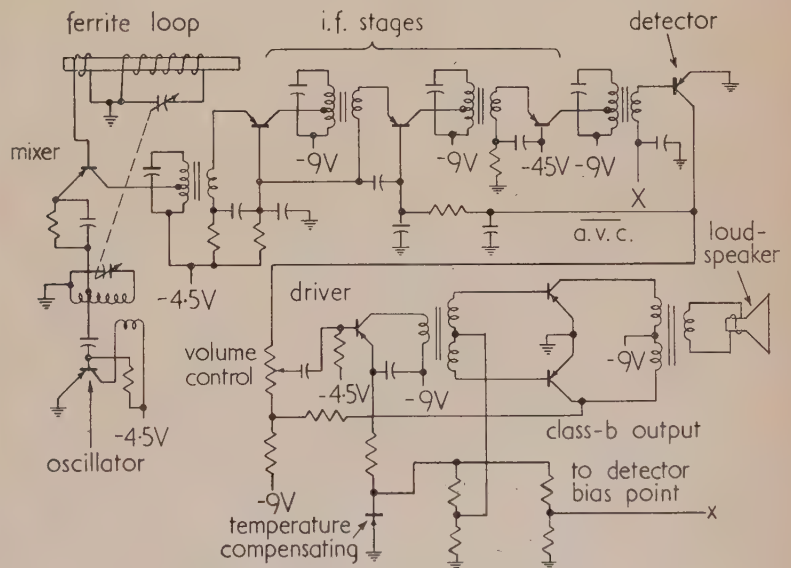 ferrite loop
i.f. stages
detector
mixer
-9V
-9V
-45V
-9V
X
-4·5V
a.v.c.
loud-
speaker
driver
volume
control
-4·5V
-9V
-9V
-4·5V
oscillator
class-b output
-9V
temperature
compensating
to detector
bias point
X